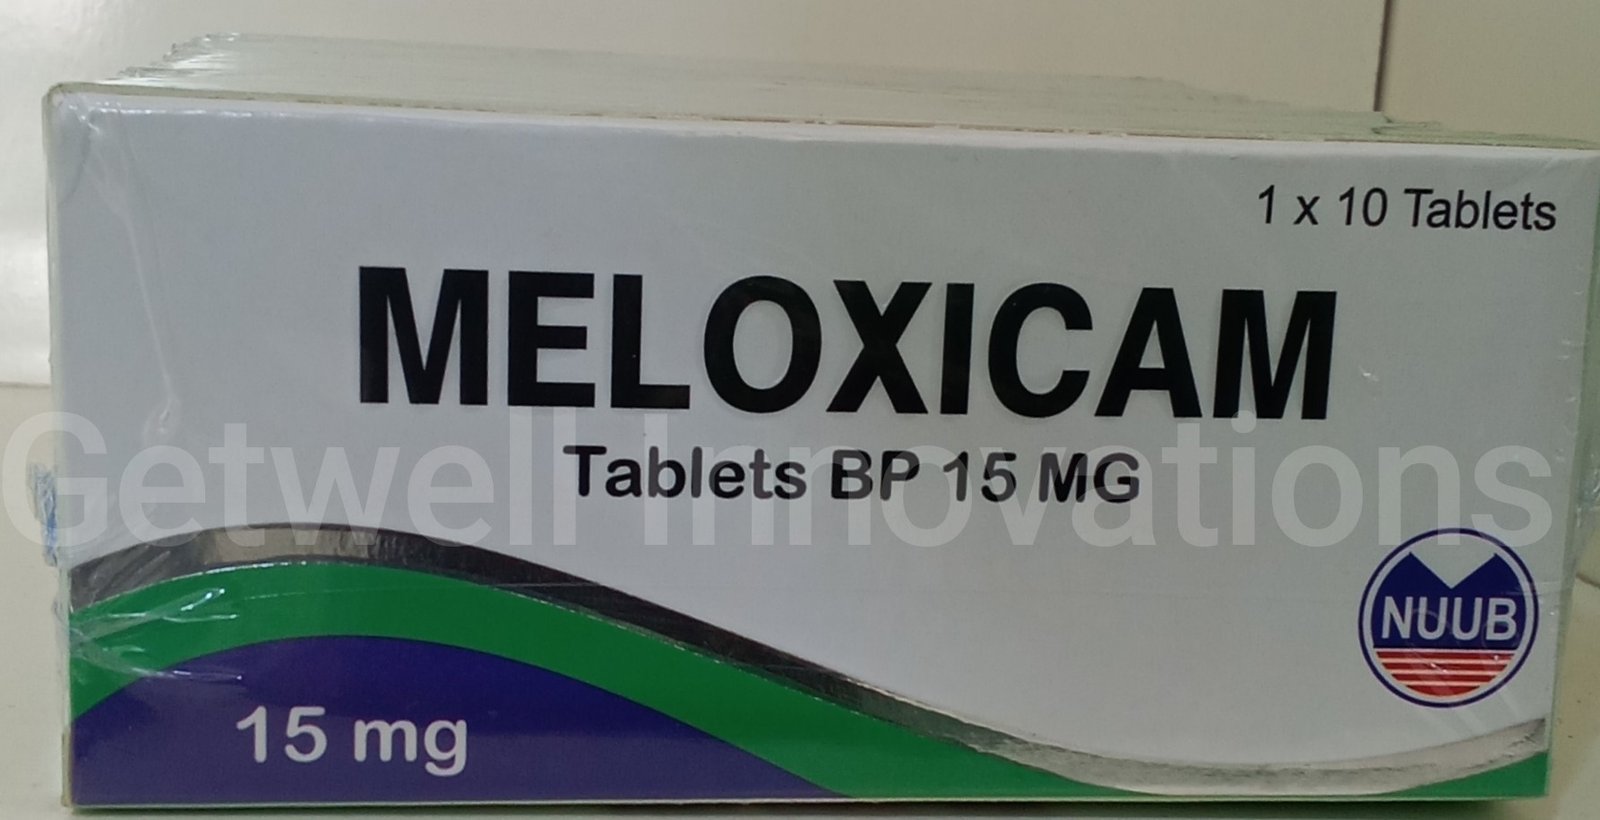 1 x 10 Tablets
MELOXICAM
Tablets BP 15 MG
Getwell Innovations
NUUB
15 mg